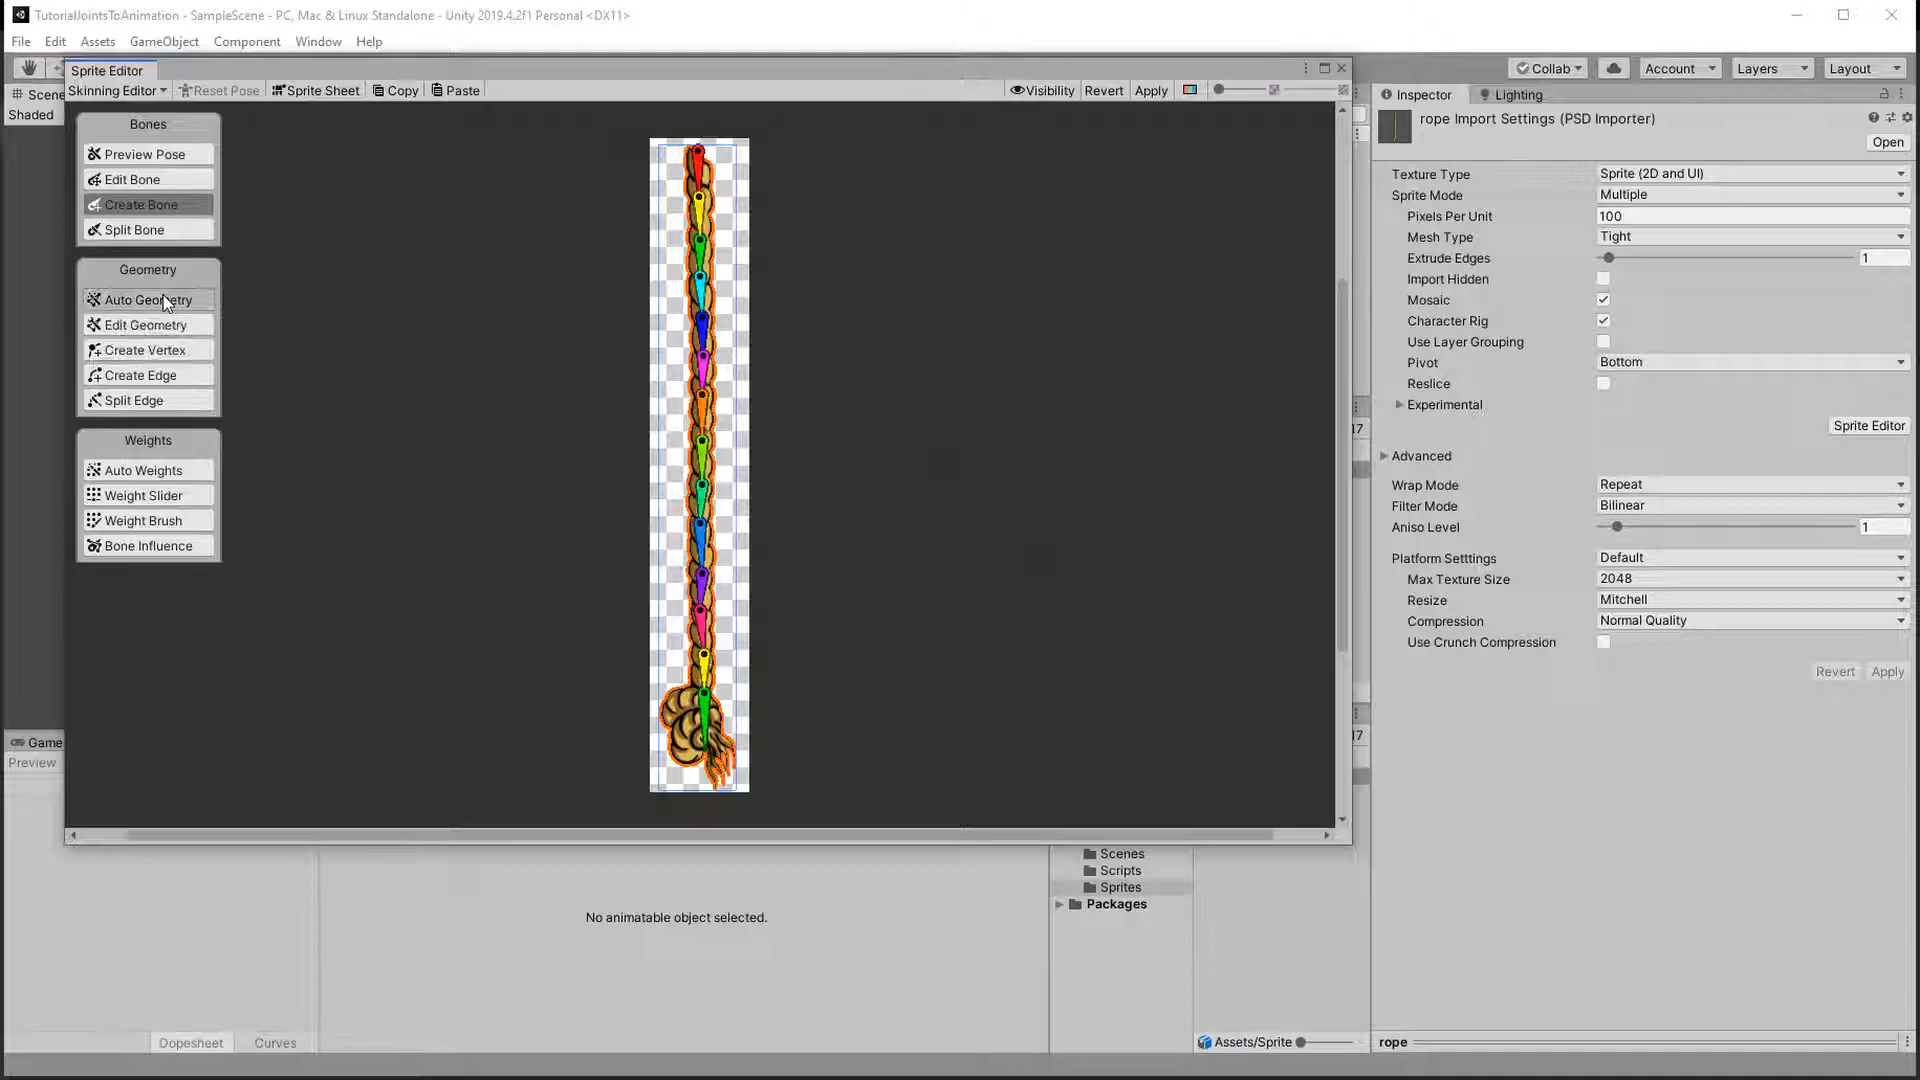 TutorialJointsToAnimation - SampleScene - PC, Mac & Linux Standalone - Unity 2019.4.2f1 Personal <DX11>
File Edit Assets GameObject Component Window Help
Collab Account Layers Layout
Scene
Shaded
Sprite Editor
Skinning Editor Reset Pose Sprite Sheet Copy Paste Visibility Revert Apply
Bones
Preview Pose
Edit Bone
Create Bone
Split Bone
Geometry
Auto Geometry
Edit Geometry
Create Vertex
Create Edge
Split Edge
Weights
Auto Weights
Weight Slider
Weight Brush
Bone Influence
Inspector Lighting
rope Import Settings (PSD Importer)
Open
Texture Type Sprite (2D and UI)
Sprite Mode Multiple
Pixels Per Unit 100
Mesh Type Tight
Extrude Edges 1
Import Hidden
Mosaic
Character Rig
Use Layer Grouping
Pivot Bottom
Reslice
Experimental
Sprite Editor
Advanced
Wrap Mode Repeat
Filter Mode Bilinear
Aniso Level 1
Platform Setttings Default
Max Texture Size 2048
Resize Mitchell
Compression Normal Quality
Use Crunch Compression
Revert Apply
17
17
Game
Preview
Scenes
Scripts
Sprites
Packages
No animatable object selected.
Dopesheet Curves
Assets/Sprite
rope